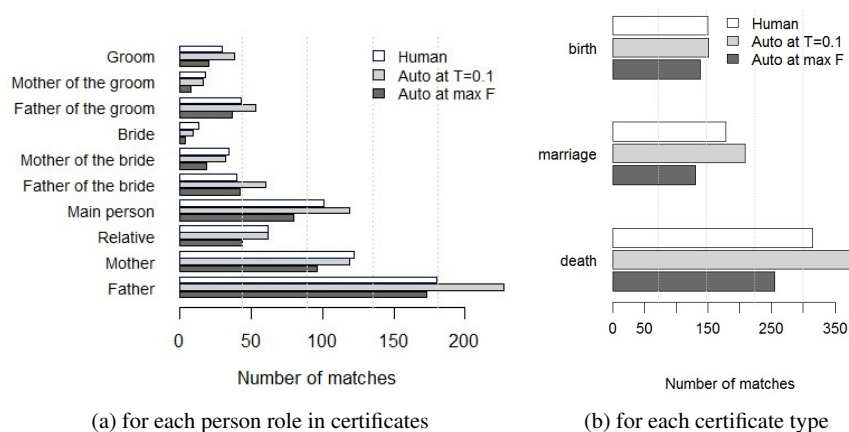 Groom
Mother of the groom
Father of the groom
Bride
Mother of the bride
Father of the bride
Main person
Relative
Mother
Father
Human
Auto at T=0.1
Auto at max F
0 50 100 150 200
Number of matches
(a) for each person role in certificates
birth
marriage
death
Human
Auto at T=0.1
Auto at max F
0 50 150 250 350
Number of matches
(b) for each certificate type